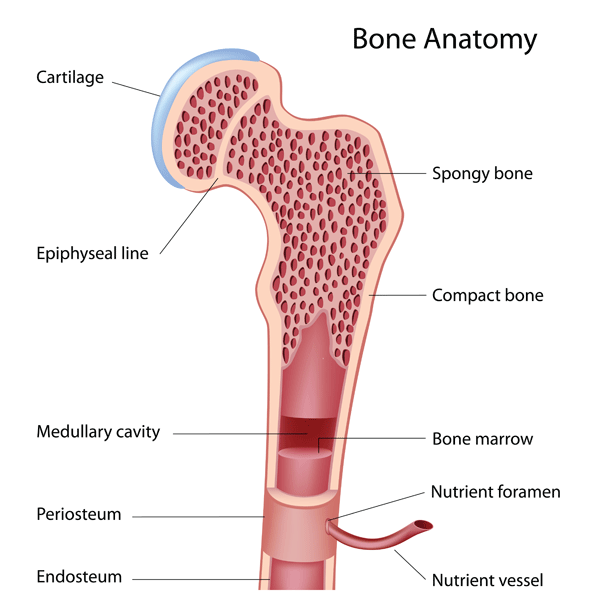 Bone Anatomy
Cartilage
Spongy bone
Epiphyseal line
Compact bone
Medullary cavity
Bone marrow
Nutrient foramen
Periosteum
Endosteum
Nutrient vessel